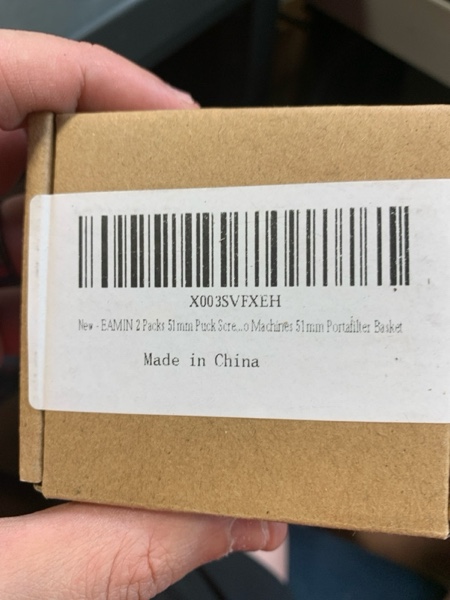 X003SVFXEH
New - EAMIN 2 Packs 51mm Puck Scre...o Machines 51mm Portafilter Basket
Made in China